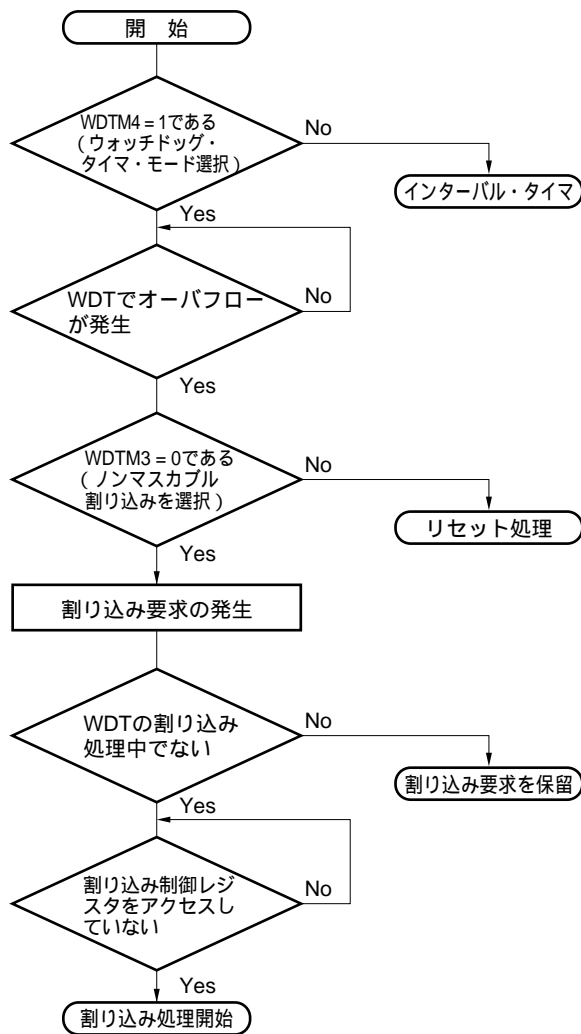 開 始
WDTM4 = 1である
（ウォッチドッグ・
タイマ・モード選択）
No
インターバル・タイマ
Yes
WDTでオーバフロー
が発生
No
Yes
WDTM3 = 0である
（ノンマスカブル
割り込みを選択）
No
リセット処理
Yes
割り込み要求の発生
WDTの割り込み
処理中でない
No
割り込み要求を保留
Yes
割り込み制御レジ
スタをアクセスし
ていない
No
Yes
割り込み処理開始